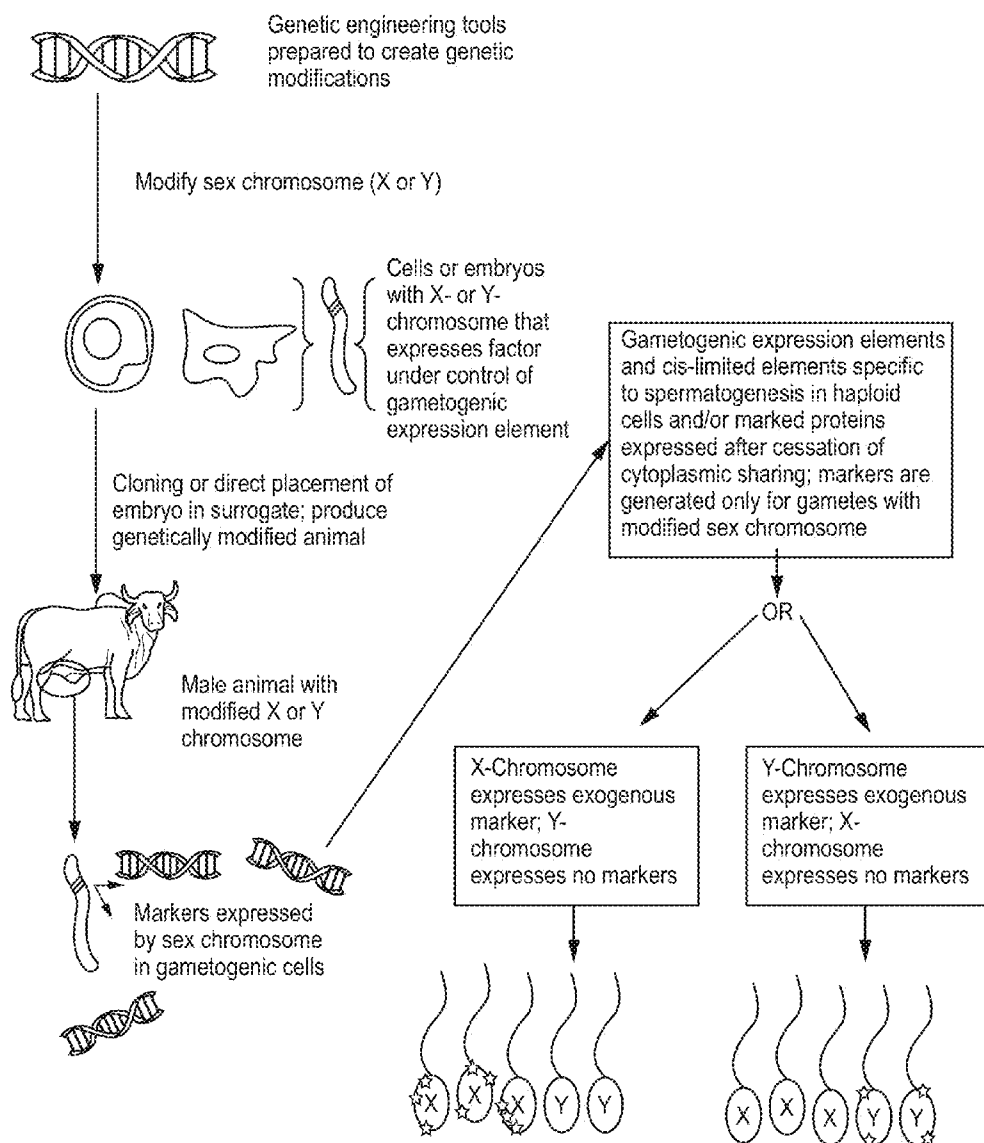 Genetic engineering tools
prepared to create genetic
modifications
Modify sex chromosome (X or Y)
Cells or embryos
with X- or Y-
chromosome that
expresses factor
under control of
gametogenic
expression element
Cloning or direct placement of
embryo in surrogate; produce
genetically modified animal
Male animal with
modified X or Y
chromosome
Markers expressed
by sex chromosome
in gametogenic cells
Gametogenic expression elements
and cis-limited elements specific
to spermatogenesis in haploid
cells and/or marked proteins
expressed after cessation of
cytoplasmic sharing; markers are
generated only for gametes with
modified sex chromosome
OR
X-Chromosome
expresses exogenous
marker; Y-
chromosome
expresses no markers
Y-Chromosome
expresses exogenous
marker; X-
chromosome
expresses no markers
X X X Y Y
X X X Y Y